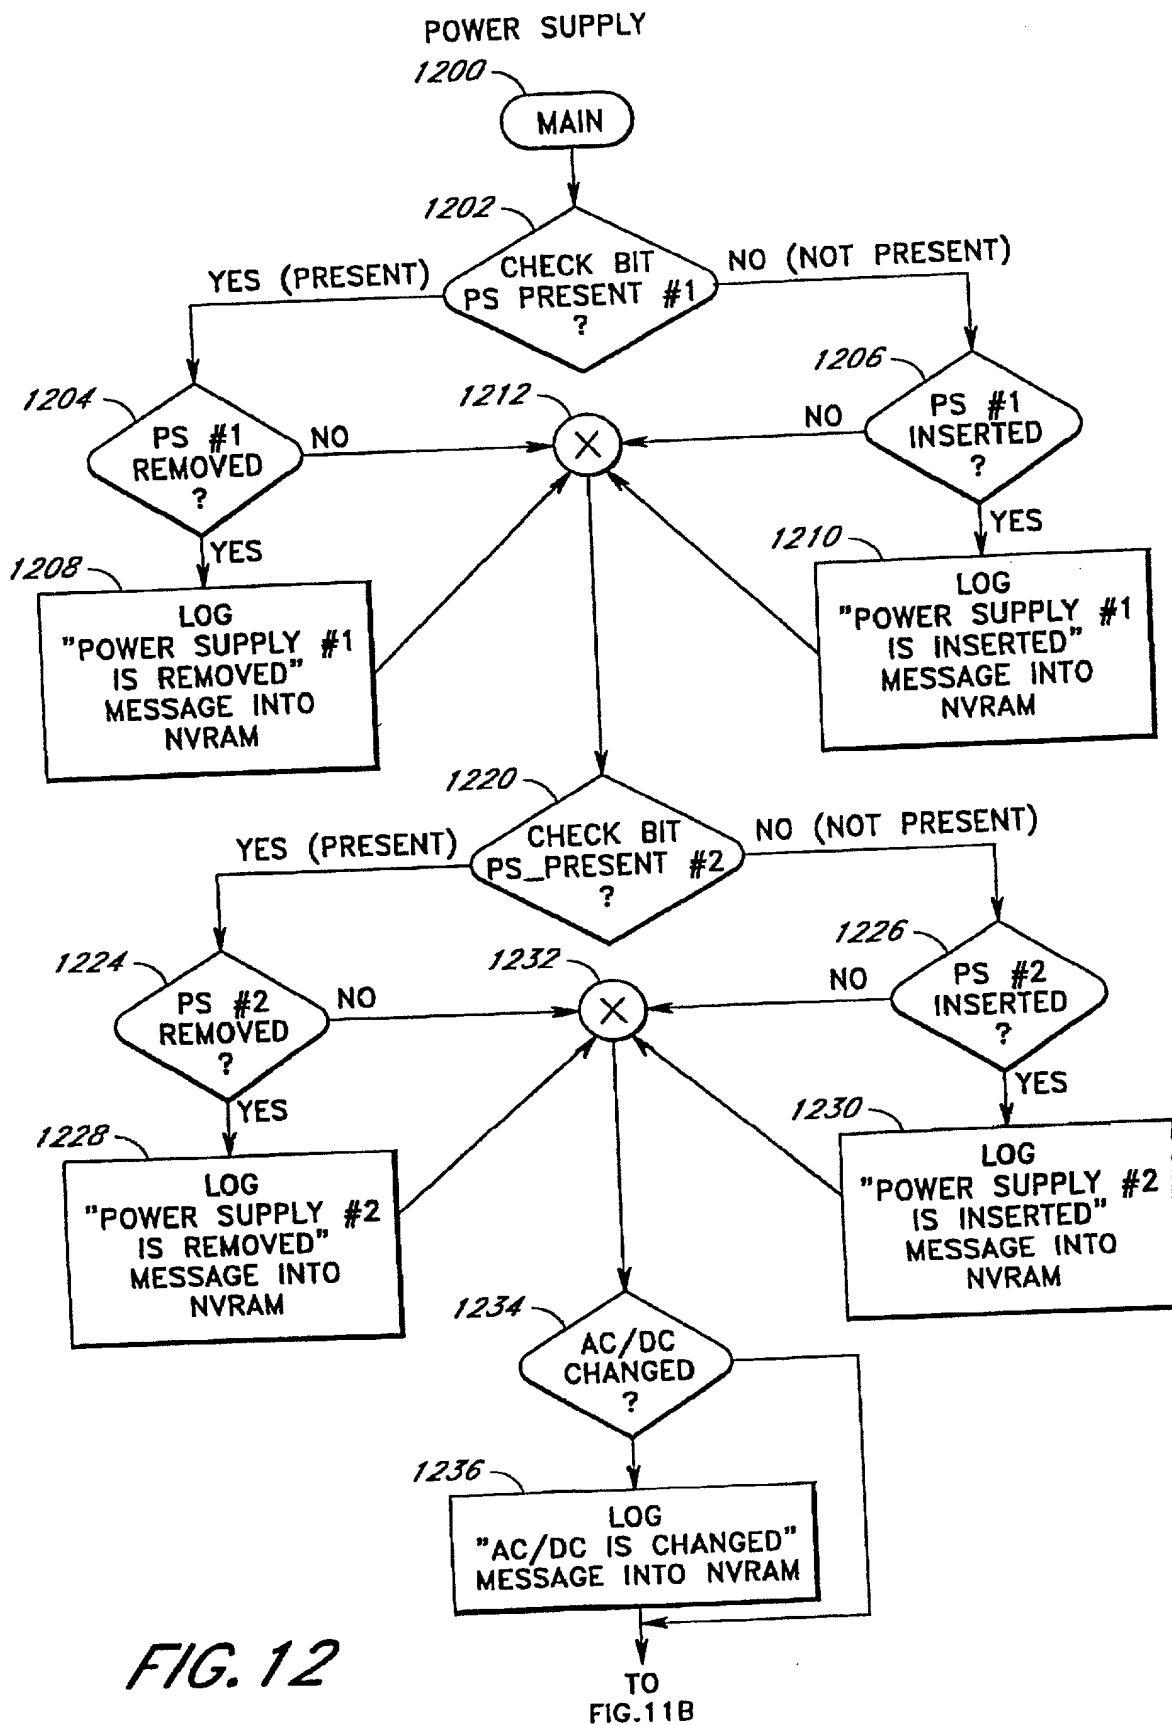 POWER SUPPLY
1200
MAIN
1202
CHECK BIT
PS PRESENT #1
?
YES (PRESENT)
NO (NOT PRESENT)
1204
PS #1
REMOVED
?
NO
YES
1212
X
1206
PS #1
INSERTED
?
NO
YES
1208
LOG
"POWER SUPPLY #1
IS REMOVED"
MESSAGE INTO
NVRAM
1210
LOG
"POWER SUPPLY #1
IS INSERTED"
MESSAGE INTO
NVRAM
1220
CHECK BIT
PS_PRESENT #2
?
YES (PRESENT)
NO (NOT PRESENT)
1224
PS #2
REMOVED
?
NO
YES
1232
X
1226
PS #2
INSERTED
?
NO
YES
1228
LOG
"POWER SUPPLY #2
IS REMOVED"
MESSAGE INTO
NVRAM
1230
LOG
"POWER SUPPLY #2
IS INSERTED"
MESSAGE INTO
NVRAM
1234
AC/DC
CHANGED
?
1236
LOG
"AC/DC IS CHANGED"
MESSAGE INTO NVRAM
TO
FIG.11B
FIG.12